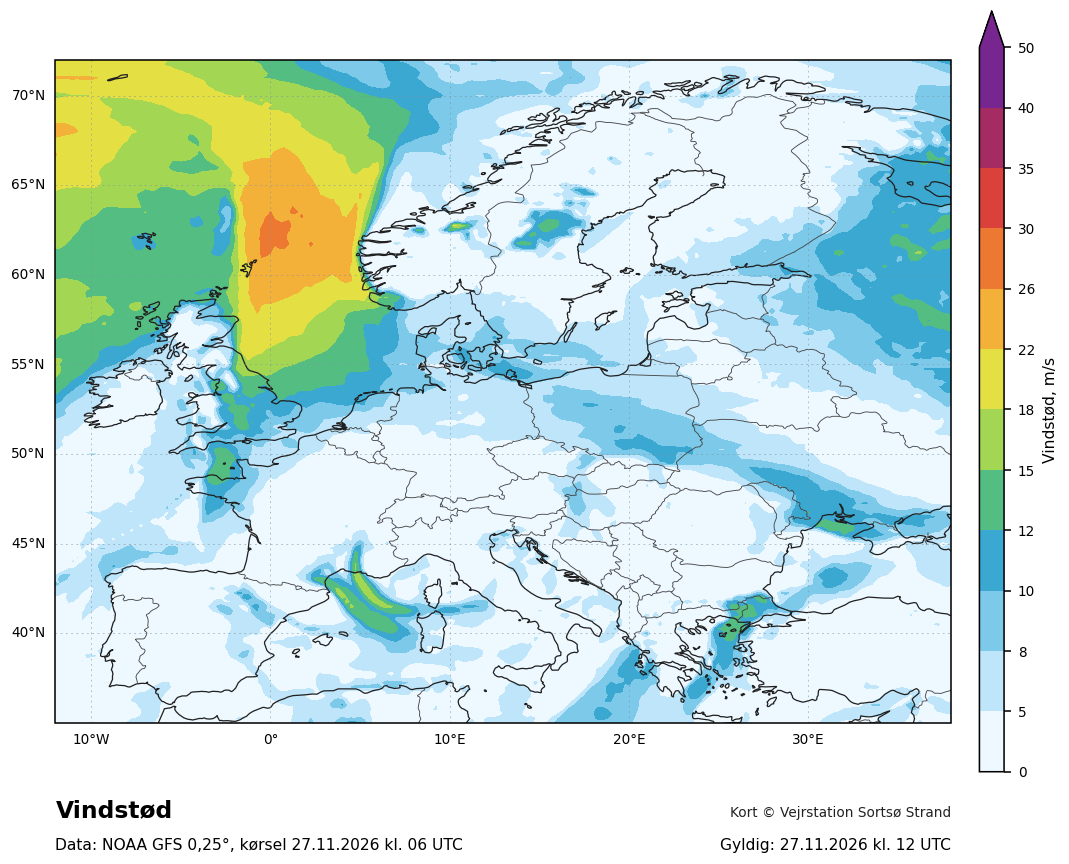 50
40
35
30
26
22
18
15
12
10
8
5
0
Vindstød, m/s
70°N
65°N
60°N
55°N
50°N
45°N
40°N
10°W 0° 10°E 20°E 30°E
Vindstød
Kort © Vejrstation Sortsø Strand
Data: NOAA GFS 0,25°, kørsel 27.11.2026 kl. 06 UTC
Gyldig: 27.11.2026 kl. 12 UTC